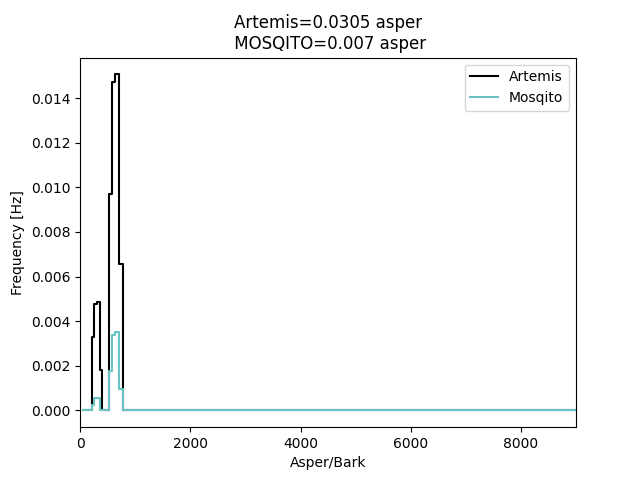 Artemis=0.0305 asper
MOSQITO=0.007 asper
Artemis
Mosqito
0.014
0.012
0.010
0.008
0.006
0.004
0.002
0.000
Frequency [Hz]
0
2000
4000
6000
8000
Asper/Bark